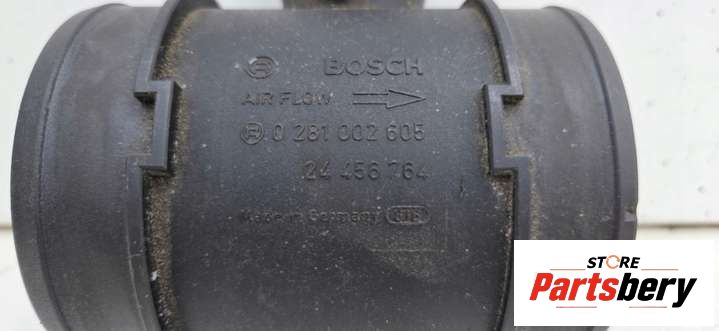 BOSCH
AIR FLOW
0 281 002 605
24 456 764
Made in Germany
STORE
Partsbery